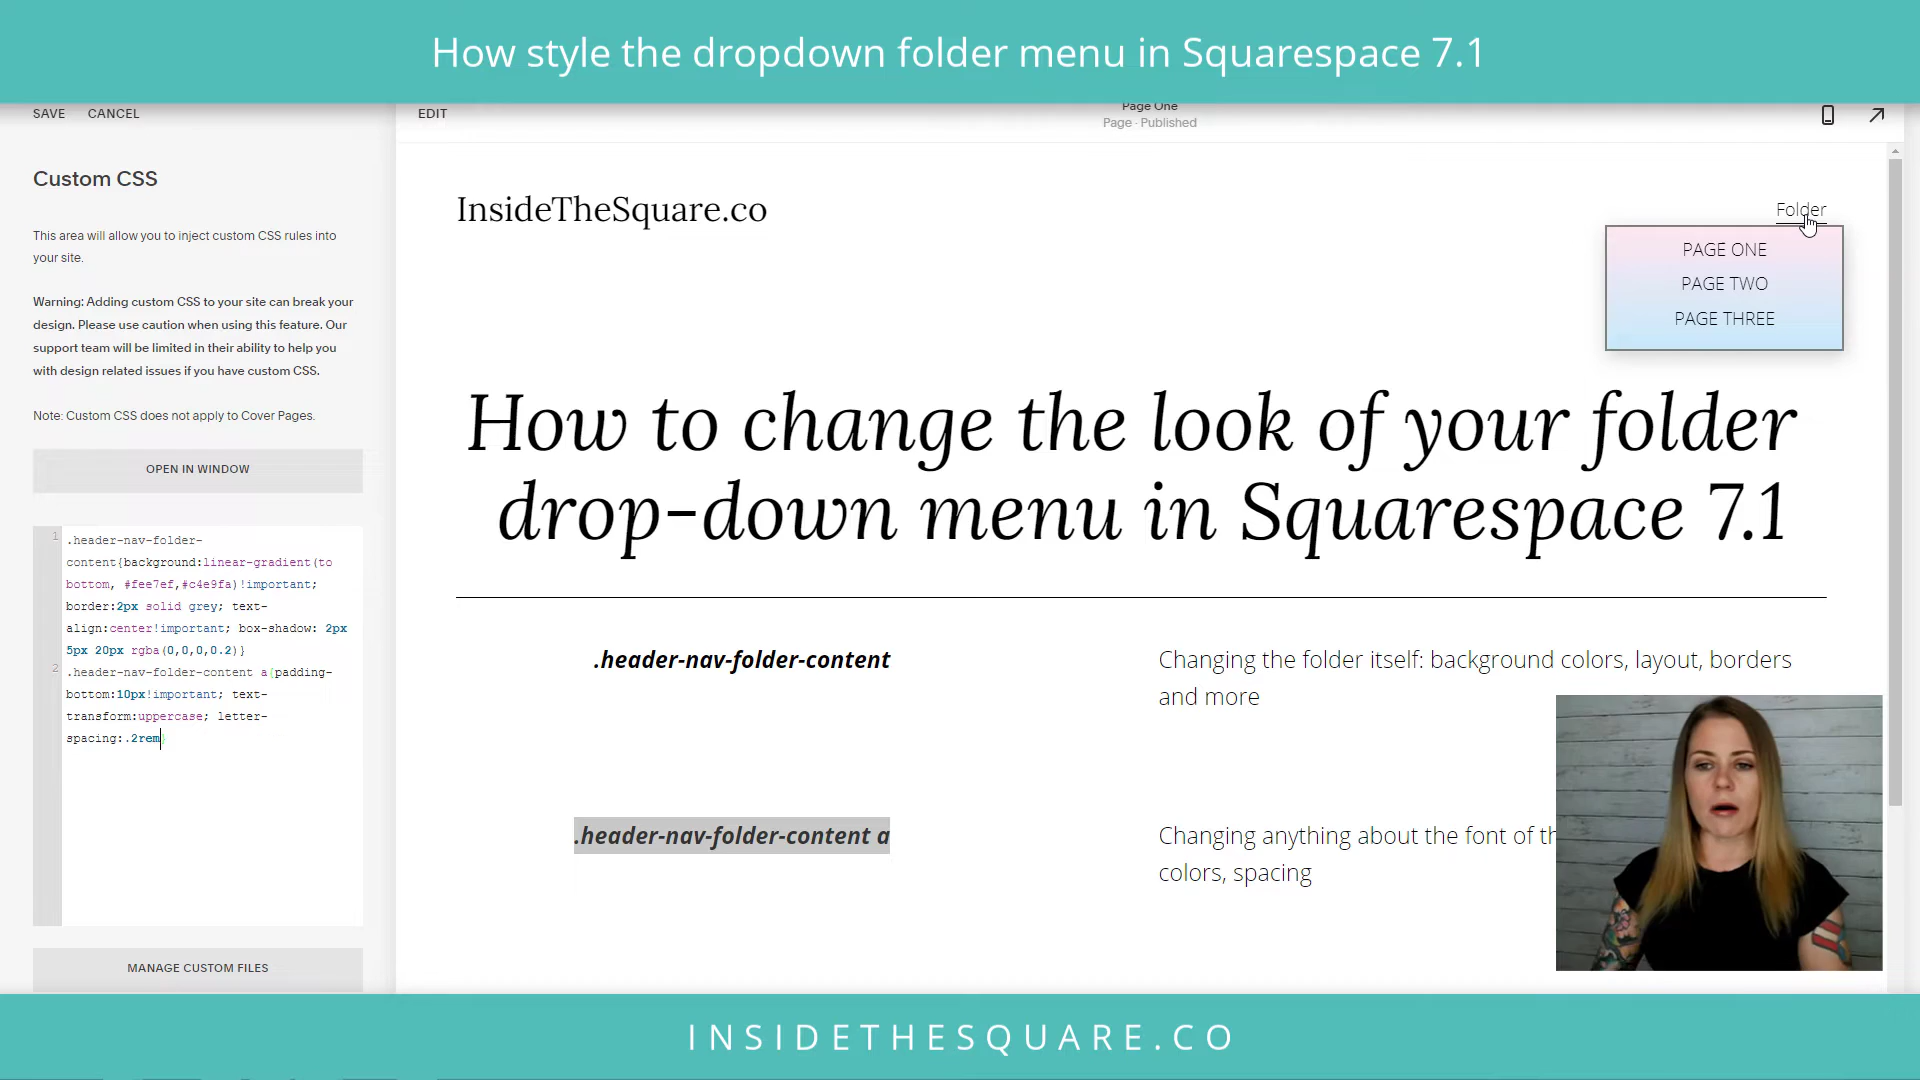 How style the dropdown folder menu in Squarespace 7.1
SAVE CANCEL
EDIT
Page One
Page · Published
Custom CSS
This area will allow you to inject custom CSS rules into
your site.
Warning: Adding custom CSS to your site can break your
design. Please use caution when using this feature. Our
support team will be limited in their ability to help you
with design related issues if you have custom CSS.
Note: Custom CSS does not apply to Cover Pages.
OPEN IN WINDOW
1 .header-nav-folder-
content{background:linear-gradient(to
bottom, #fee7ef,#c4e9fa)!important;
border:2px solid grey; text-
align:center!important; box-shadow: 2px
5px 20px rgba(0,0,0,0.2)}
2 .header-nav-folder-content a{padding-
bottom:10px!important; text-
transform:uppercase; letter-
spacing:.2rem}
MANAGE CUSTOM FILES
InsideTheSquare.co
Folder
PAGE ONE
PAGE TWO
PAGE THREE
How to change the look of your folder
drop-down menu in Squarespace 7.1
.header-nav-folder-content
Changing the folder itself: background colors, layout, borders
and more
.header-nav-folder-content a
Changing anything about the font of
colors, spacing
INSIDETHESQUARE.CO